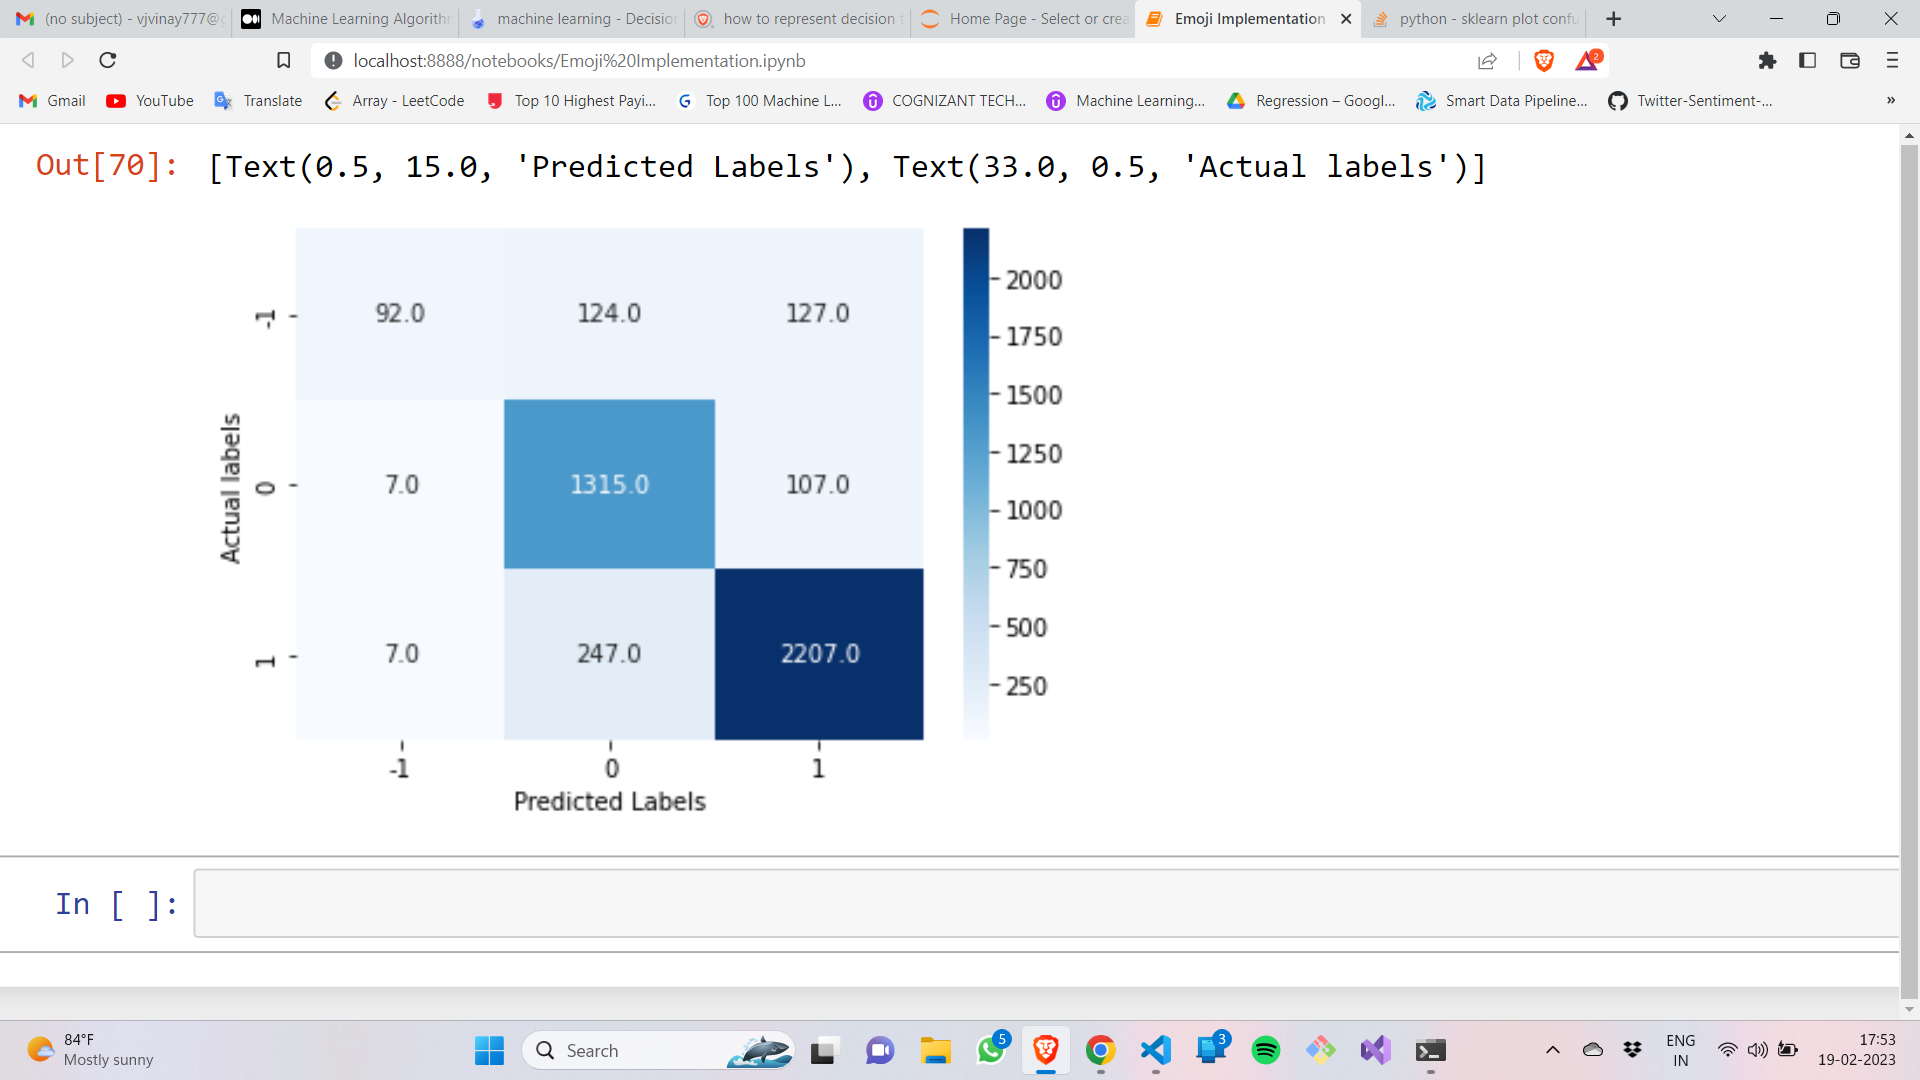 (no subject) - vjvinay777@g
Machine Learning Algorithm
machine learning - Decision
how to represent decision t
Home Page - Select or crea
Emoji Implementation
python - sklearn plot confu
localhost:8888/notebooks/Emoji%20Implementation.ipynb
2
Gmail
YouTube
Translate
Array - LeetCode
Top 10 Highest Payi...
Top 100 Machine L...
COGNIZANT TECH...
Machine Learning...
Regression – Googl...
Smart Data Pipeline...
Twitter-Sentiment-...
»
Out[70]: [Text(0.5, 15.0, 'Predicted Labels'), Text(33.0, 0.5, 'Actual labels')]
-1 92.0 124.0 127.0
0 7.0 1315.0 107.0
1 7.0 247.0 2207.0
-1 0 1
Actual labels
Predicted Labels
2000
1750
1500
1250
1000
750
500
250
In [ ]:
84°F
Mostly sunny
Search
5
3
ENG
IN
17:53
19-02-2023